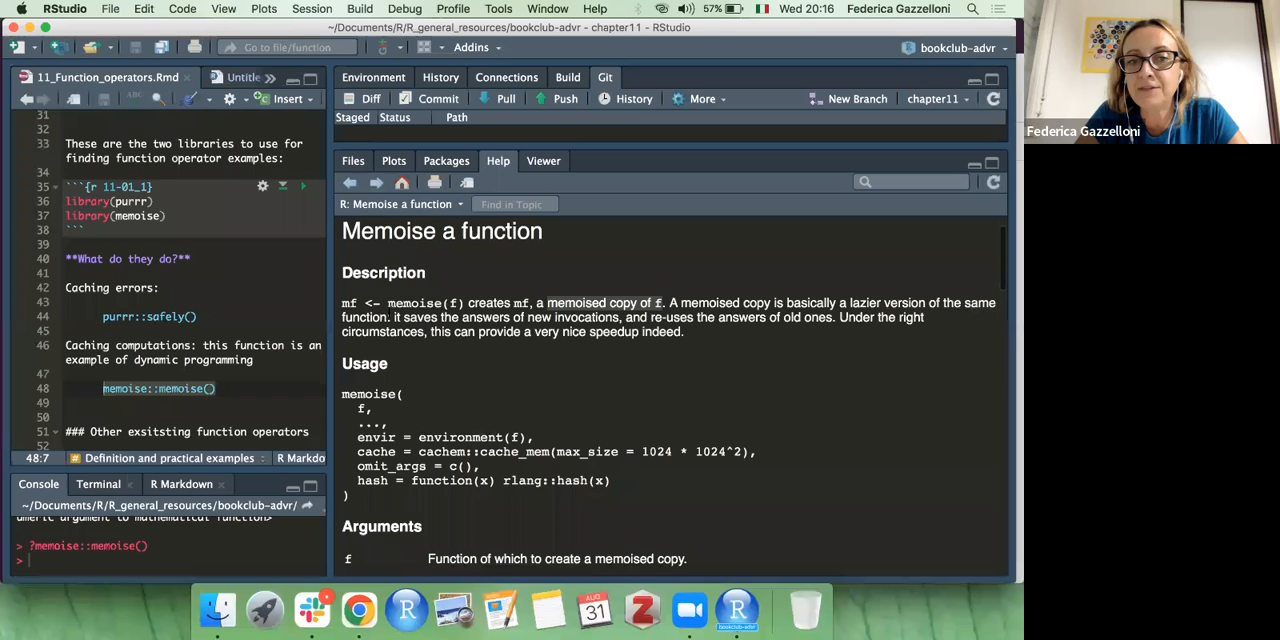 RStudio File Edit Code View Plots Session Build Debug Profile Tools Window Help 57% Wed 20:16 Federica Gazzelloni
~/Documents/R/R_general_resources/bookclub-advr - chapter11 - RStudio
Go to file/function Addins bookclub-advr
11_Function_operators.Rmd Untitle
Insert
31
32
33 These are the two libraries to use for
finding function operator examples:
34
35 ```{r 11-01_1}
36 library(purrr)
37 library(memoise)
38 ```
39
40 **What do they do?**
41
42 Caching errors:
43
44 purrr::safely()
45
46 Caching computations: this function is an
example of dynamic programming
47
48 memoise::memoise()
49
50
51 ### Other exsitsting function operators
52
48:7 Definition and practical examples R Markdo
Console Terminal R Markdown
~/Documents/R/R_general_resources/bookclub-advr/
umeric argument to mathematical function>
> ?memoise::memoise()
>
Environment History Connections Build Git
Diff Commit Pull Push History More New Branch chapter11
Staged Status Path
Files Plots Packages Help Viewer
R: Memoise a function Find in Topic
Memoise a function
Description
mf <- memoise(f) creates mf, a memoised copy of f. A memoised copy is basically a lazier version of the same
function: it saves the answers of new invocations, and re-uses the answers of old ones. Under the right
circumstances, this can provide a very nice speedup indeed.
Usage
memoise(
f,
...,
envir = environment(f),
cache = cachem::cache_mem(max_size = 1024 * 1024^2),
omit_args = c(),
hash = function(x) rlang::hash(x)
)
Arguments
f Function of which to create a memoised copy.
Federica Gazzelloni
AUG
31
R
Z
R
bookclub-advr